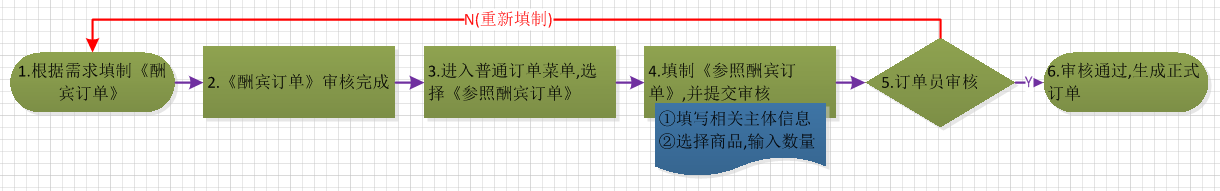 N(重新填制)
1.根据需求填制《酬
宾订单》
2.《酬宾订单》审核完成
3.进入普通订单菜单,选
择《参照酬宾订单》
4.填制《参照酬宾订
单》,并提交审核
①填写相关主体信息
②选择商品,输入数量
5.订单员审核
Y
6.审核通过,生成正式
订单